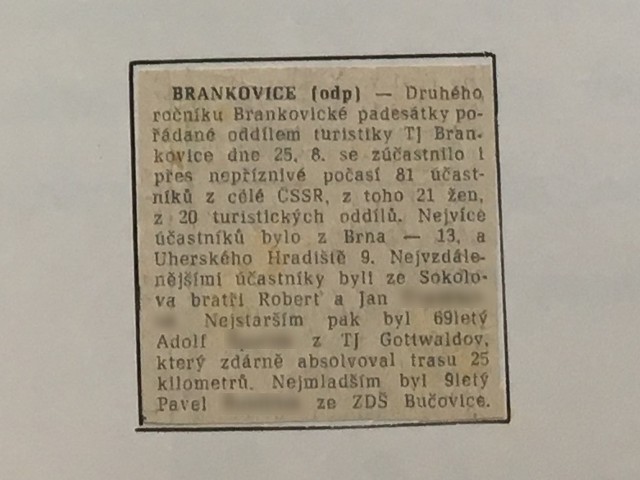 BRANKOVICE (odp) — Druhého
ročníku Brankovické padesátky po-
řádané oddílem turistiky TJ Bran-
kovice dne 25. 8. se zúčastnilo i
přes nepříznivé počasí 81 účast-
níků z celé ČSSR, z toho 21 žen,
z 20 turistických oddílů. Nejvíce
účastníků bylo z Brna — 13, a
Uherského Hradiště 9. Nejvzdále-
nějšími účastníky byli ze Sokolo-
va bratři Robert a Jan
Nejstarším pak byl 69letý
Adolf z TJ Gottwaldov,
který zdárně absolvoval trasu 25
kilometrů. Nejmladším byl 9letý
Pavel ze ZDŠ Bučovice.